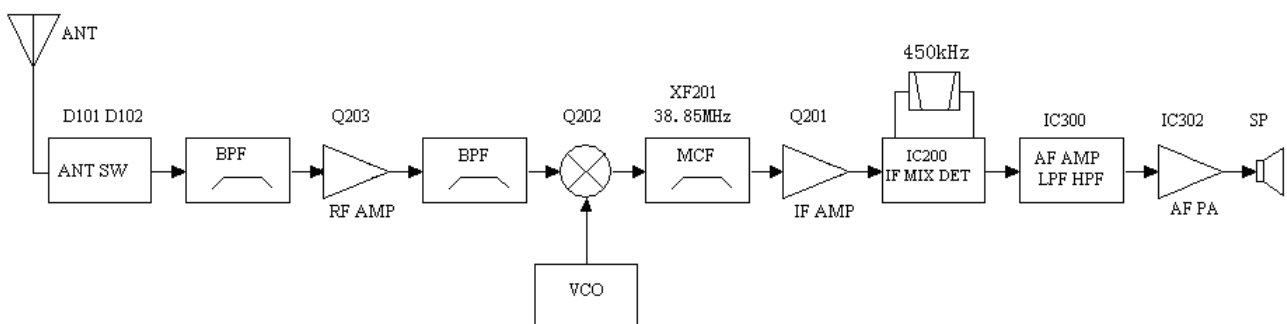 ANT
D101 D102
ANT SW
BPF
Q203
RF AMP
BPF
Q202
VCO
XF201
38.85MHz
MCF
Q201
IF AMP
450kHz
IC200
IF MIX DET
IC300
AF AMP
LPF HPF
IC302
AF PA
SP